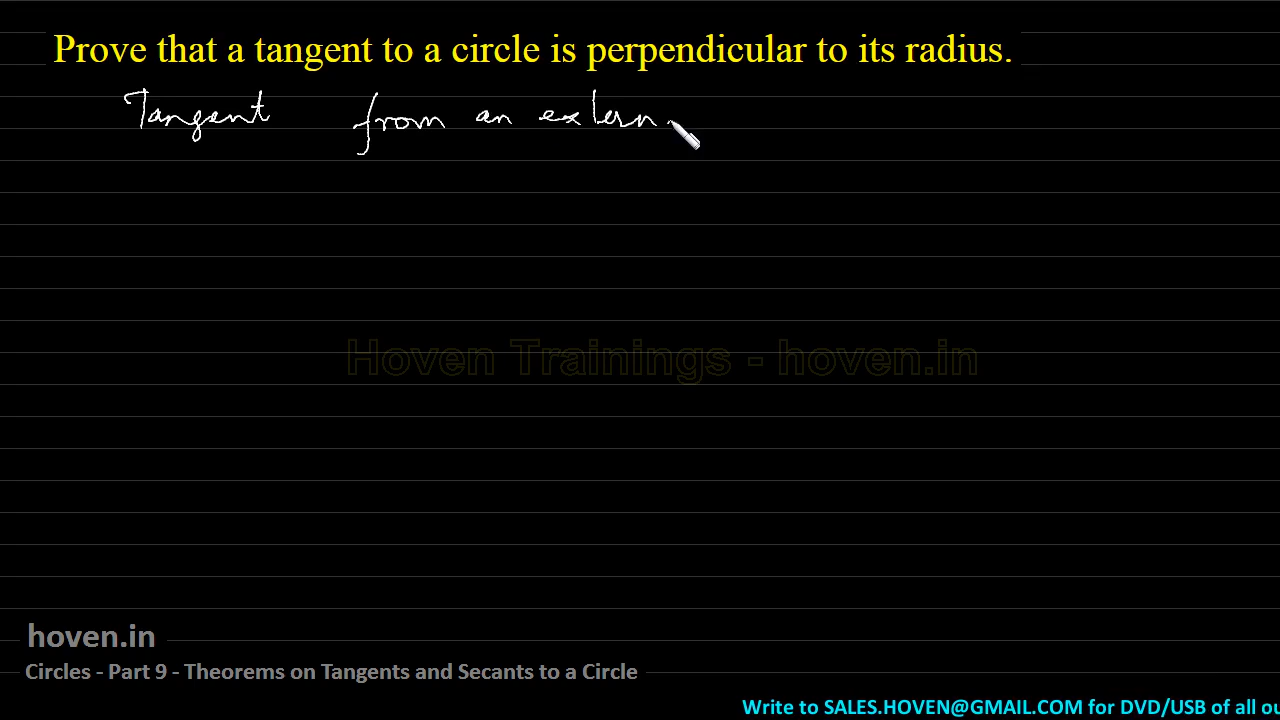 Prove that a tangent to a circle is perpendicular to its radius.
Tangent from an extern
Hoven Trainings - hoven.in
hoven.in
Circles - Part 9 - Theorems on Tangents and Secants to a Circle
Write to SALES.HOVEN@GMAIL.COM for DVD/USB of all ou